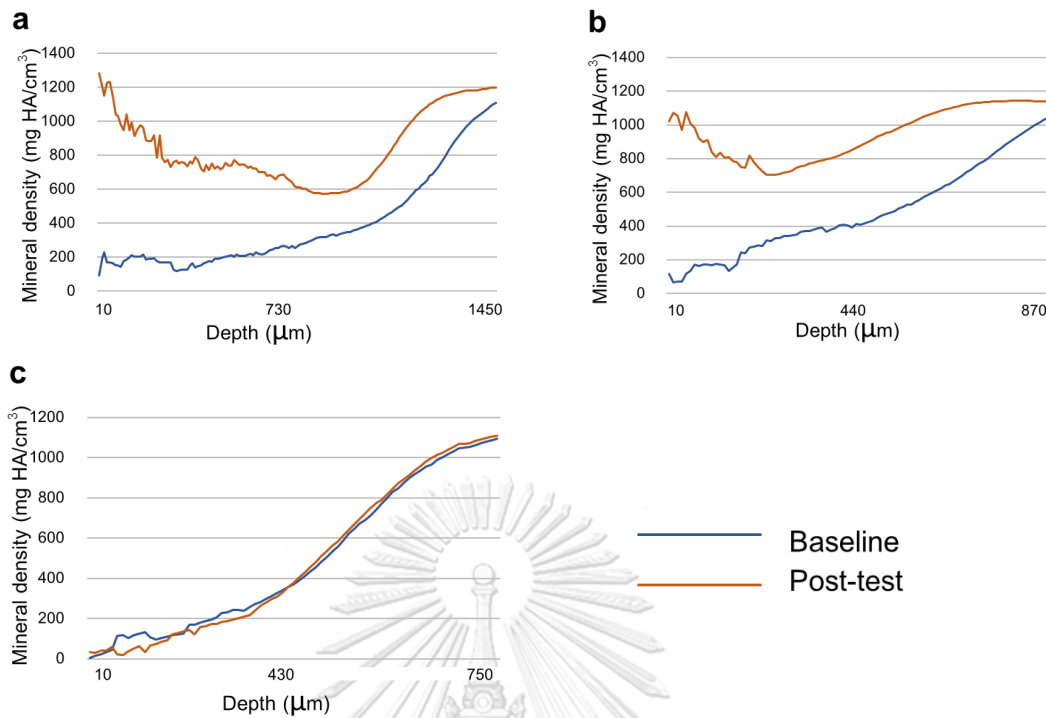 a
Mineral density (mg HA/cm³)
1400
1200
1000
800
600
400
200
0
10
730
1450
Depth (μm)
b
Mineral density (mg HA/cm³)
1400
1200
1000
800
600
400
200
0
10
440
870
Depth (μm)
c
Mineral density (mg HA/cm³)
1200
1000
800
600
400
200
0
10
430
750
Depth (μm)
Baseline
Post-test